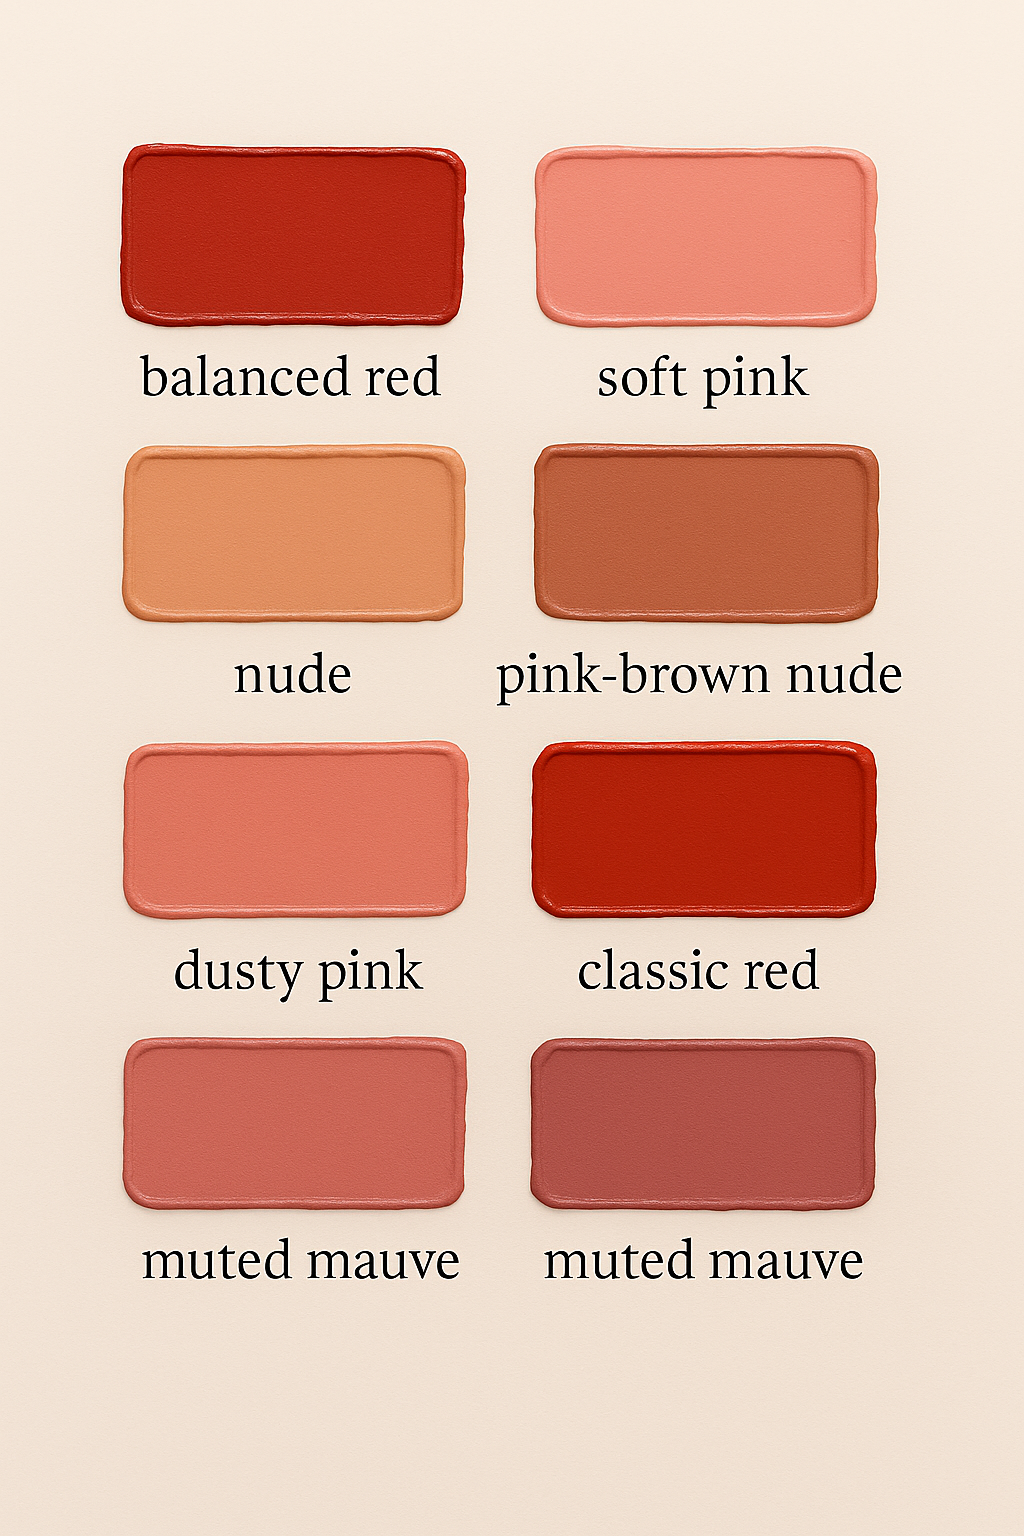 balanced red
soft pink
nude
pink-brown nude
dusty pink
classic red
muted mauve
muted mauve